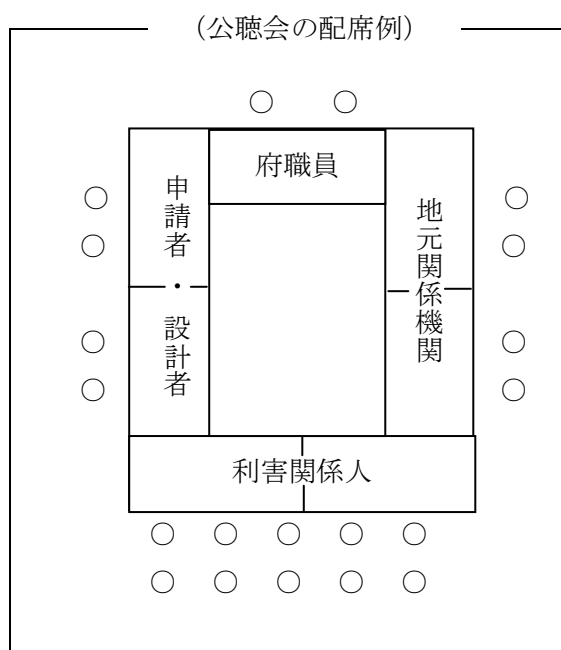 （公聴会の配席例）
府職員
申請者・設計者
地元関係機関
利害関係人